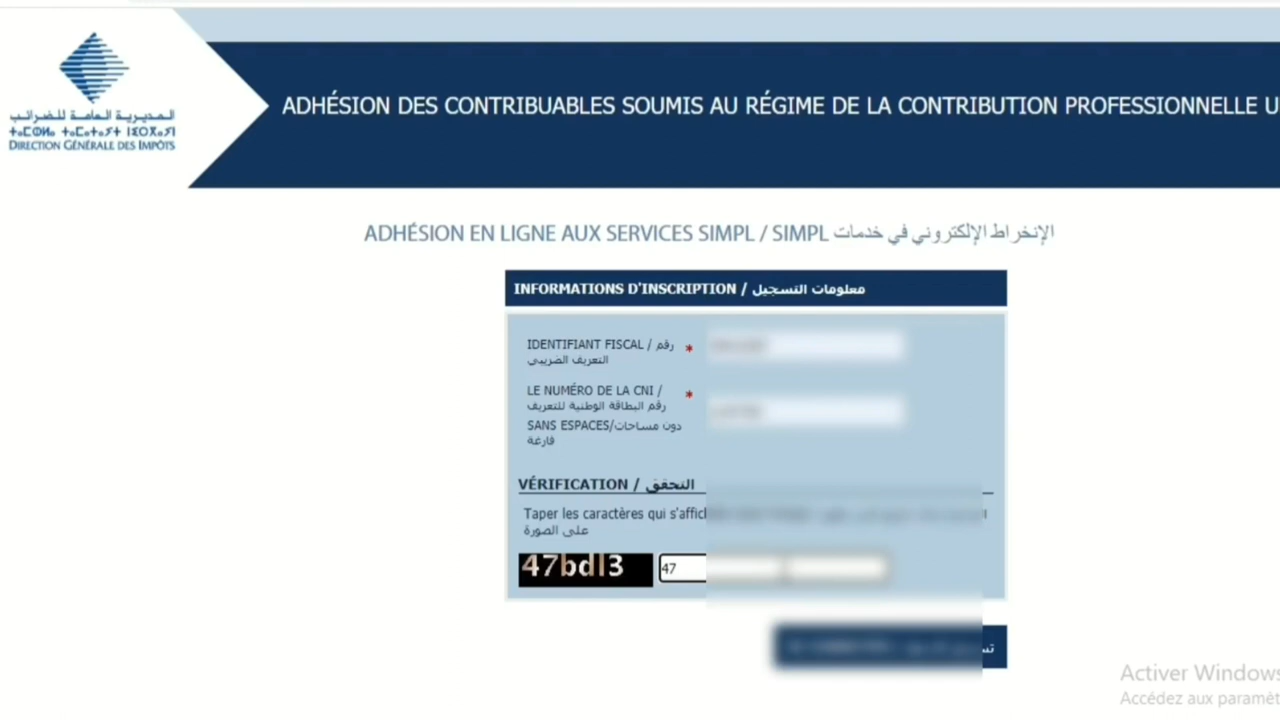 المديرية العامة للضرائب
ⵜⴰⵎⵀⵍⴰ ⵜⴰⵎⴰⵜⴰⵢⵜ ⵏⵉⵔⴰⵣⵏ
DIRECTION GÉNÉRALE DES IMPÔTS
ADHÉSION DES CONTRIBUABLES SOUMIS AU RÉGIME DE LA CONTRIBUTION PROFESSIONNELLE U
ADHÉSION EN LIGNE AUX SERVICES SIMPL / SIMPL الإنخراط الإلكتروني في خدمات
INFORMATIONS D'INSCRIPTION / معلومات التسجيل
IDENTIFIANT FISCAL / رقم *
التعريف الضريبي
LE NUMÉRO DE LA CNI / *
رقم البطاقة الوطنية للتعريف
SANS ESPACES/دون مساحات
فارغة
VÉRIFICATION / التحقق
Taper les caractères qui s'affic
على الصورة
47bdl3 47
Activer Windows
Accédez aux paramèt